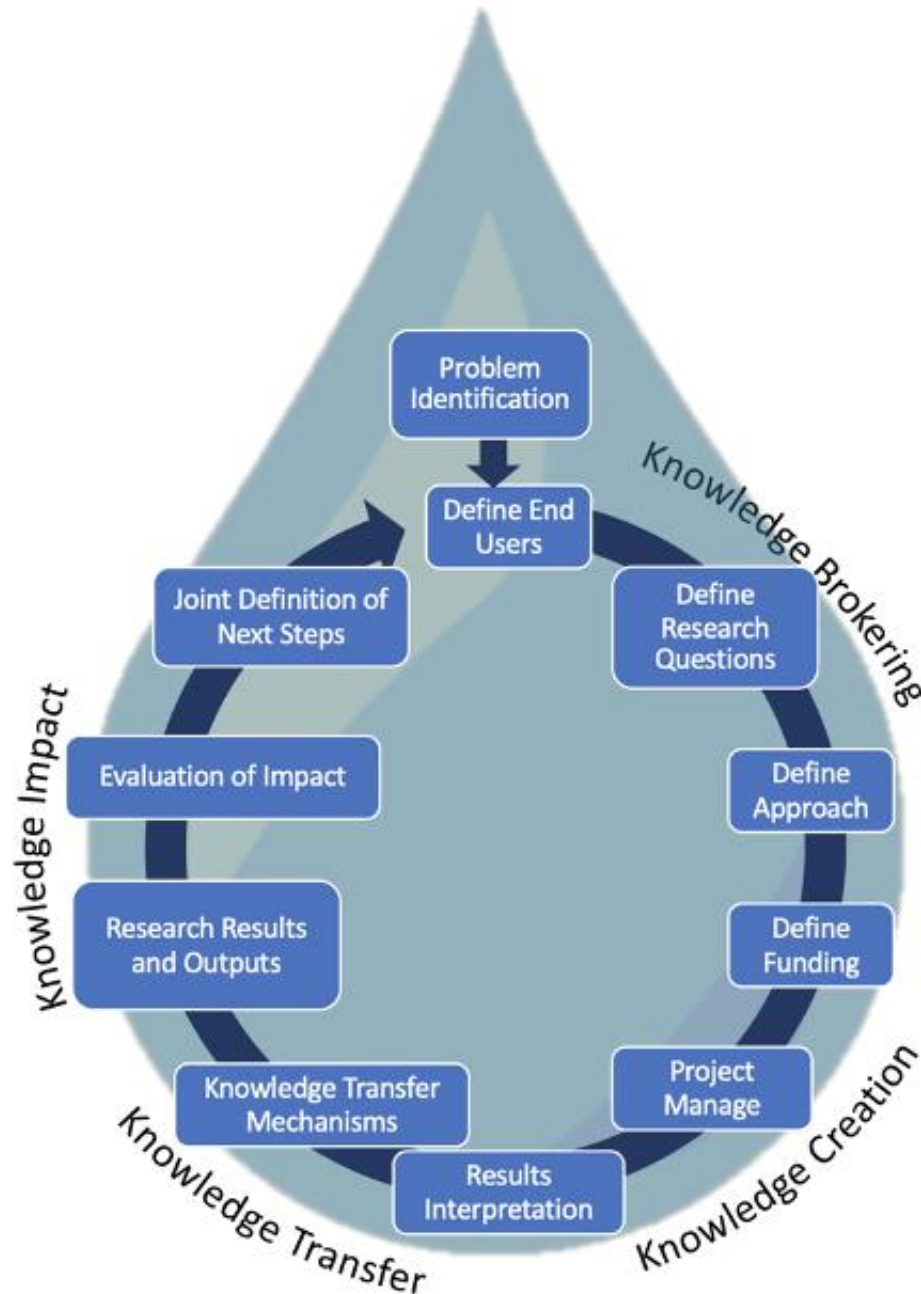 Problem
Identification
Define End
Users
Knowledge Brokering
Define
Research
Questions
Define
Approach
Define
Funding
Knowledge Creation
Project
Manage
Results
Interpretation
Knowledge Transfer
Knowledge Transfer
Mechanisms
Research Results
and Outputs
Knowledge Impact
Evaluation of Impact
Joint Definition of
Next Steps